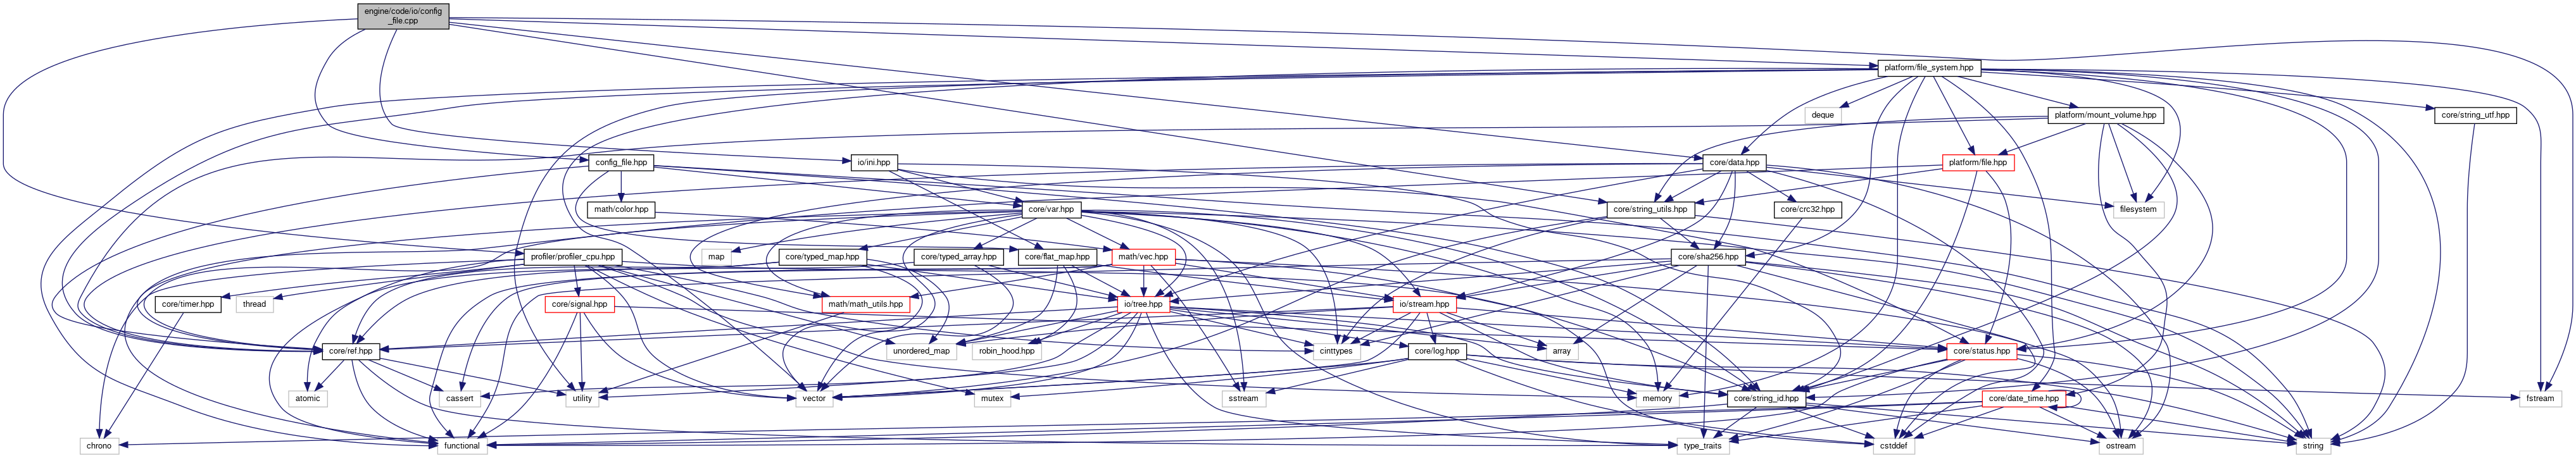 engine/code/io/config
_file.cpp
platform/file_system.hpp
deque
platform/mount_volume.hpp
core/string_utf.hpp
config_file.hpp
io/ini.hpp
core/data.hpp
platform/file.hpp
math/color.hpp
core/var.hpp
core/string_utils.hpp
core/crc32.hpp
filesystem
profiler/profiler_cpu.hpp
map
core/typed_map.hpp
core/typed_array.hpp
core/flat_map.hpp
math/vec.hpp
core/sha256.hpp
core/timer.hpp
thread
core/signal.hpp
math/math_utils.hpp
io/tree.hpp
io/stream.hpp
core/ref.hpp
unordered_map
robin_hood.hpp
cinttypes
core/log.hpp
array
core/status.hpp
atomic
cassert
utility
vector
mutex
sstream
memory
core/string_id.hpp
core/date_time.hpp
fstream
chrono
functional
type_traits
cstddef
ostream
string